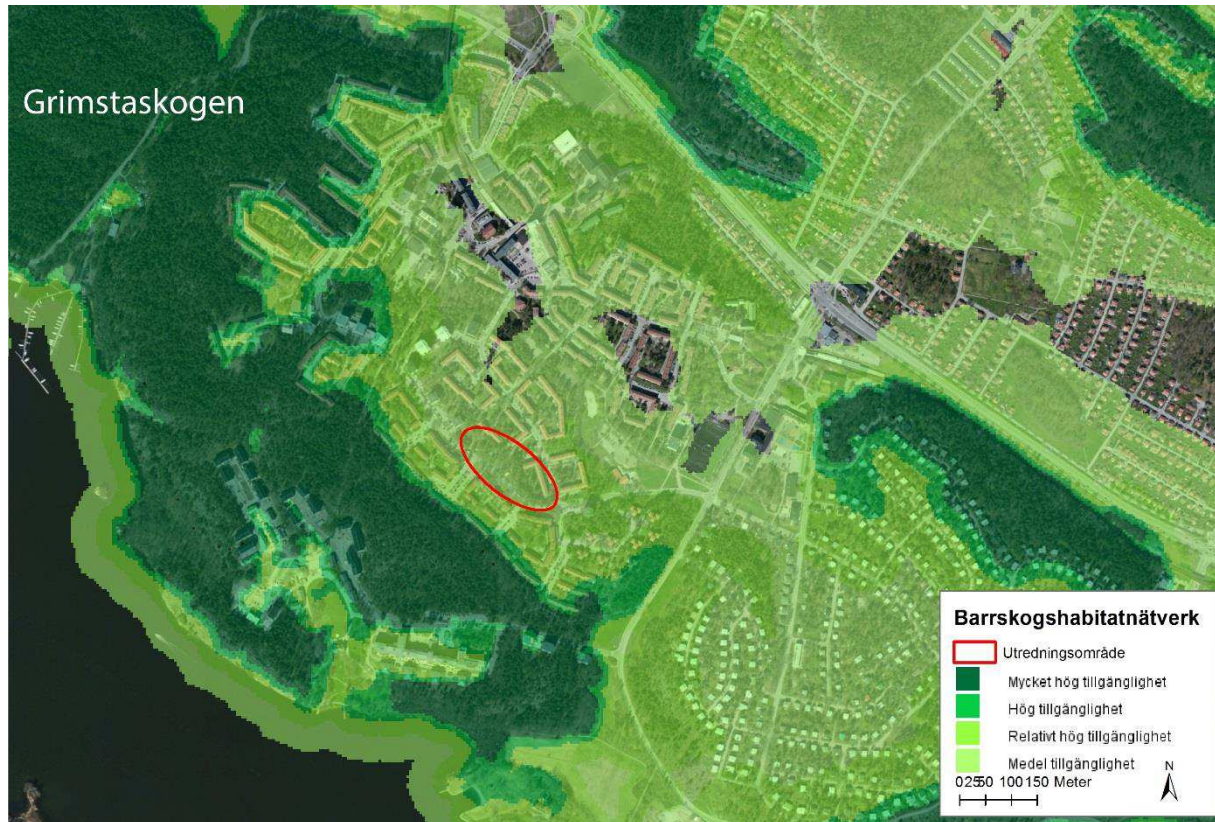 Grimstaskogen
Barrskogshabitatnätverk
Utredningsområde
Mycket hög tillgänglighet
Hög tillgänglighet
Relativt hög tillgänglighet
Medel tillgänglighet
02550 100150 Meter
N